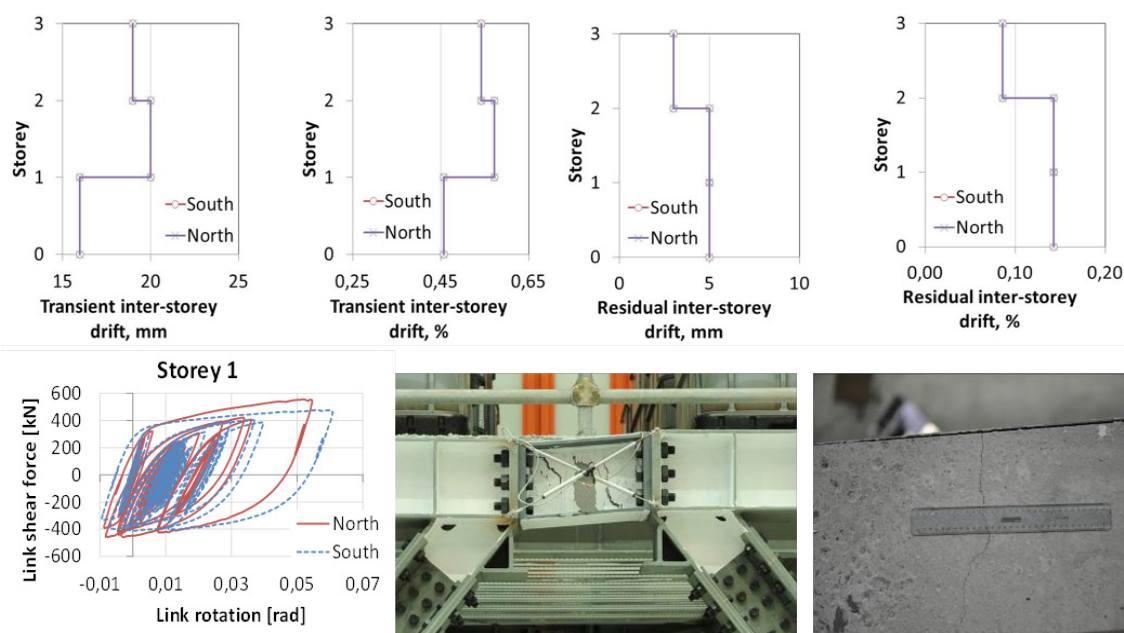 3
2
1
0
Storey
South
North
15
20
25
Transient inter-storey
drift, mm
3
2
1
0
Storey
South
North
0,25
0,45
0,65
Transient inter-storey
drift, %
3
2
1
0
Storey
South
North
0
5
10
Residual inter-storey
drift, mm
3
2
1
0
Storey
South
North
0,00
0,10
0,20
Residual inter-storey
drift, %
Storey 1
600
400
200
0
-200
-400
-600
Link shear force [kN]
North
South
-0,01
0,01
0,03
0,05
0,07
Link rotation [rad]